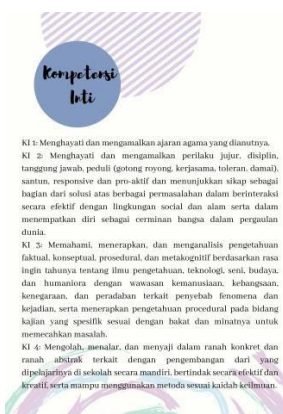 Kompetensi
Inti
KI 1: Menghayati dan mengamalkan ajaran agama yang dianutnya.
KI 2: Menghayati dan mengamalkan perilaku jujur, disiplin,
tanggung jawab, peduli (gotong royong, kerjasama, toleran, damai),
santun, responsive dan pro-aktif dan menunjukkan sikap sebagai
bagian dari solusi atas berbagai permasalahan dalam berinteraksi
secara efektif dengan lingkungan social dan alam serta dalam
menempatkan diri sebagai cerminan bangsa dalam pergaulan
dunia.
KI 3: Memahami, menerapkan, dan menganalisis pengetahuan
faktual, konseptual, prosedural, dan metakognitif berdasarkan rasa
ingin tahunya tentang ilmu pengetahuan, teknologi, seni, budaya,
dan humaniora dengan wawasan kemanusiaan, kebangsaan,
kenegaraan, dan peradaban terkait penyebab fenomena dan
kejadian, serta menerapkan pengetahuan procedural pada bidang
kajian yang spesifik sesuai dengan bakat dan minatnya untuk
memecahkan masalah.
KI 4: Mengolah, menalar, dan menyaji dalam ranah konkret dan
ranah abstrak terkait dengan pengembangan dari yang
dipelajarinya di sekolah secara mandiri, bertindak secara efektif dan
kreatif, serta mampu menggunakan metoda sesuai kaidah keilmuan.